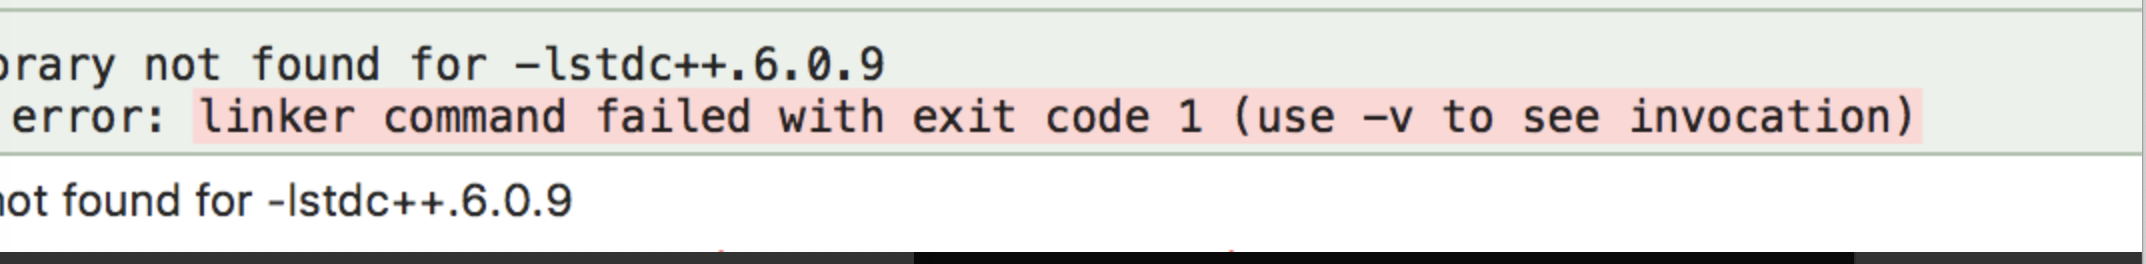 brary not found for -lstdc++.6.0.9
error: linker command failed with exit code 1 (use -v to see invocation)
not found for -lstdc++.6.0.9